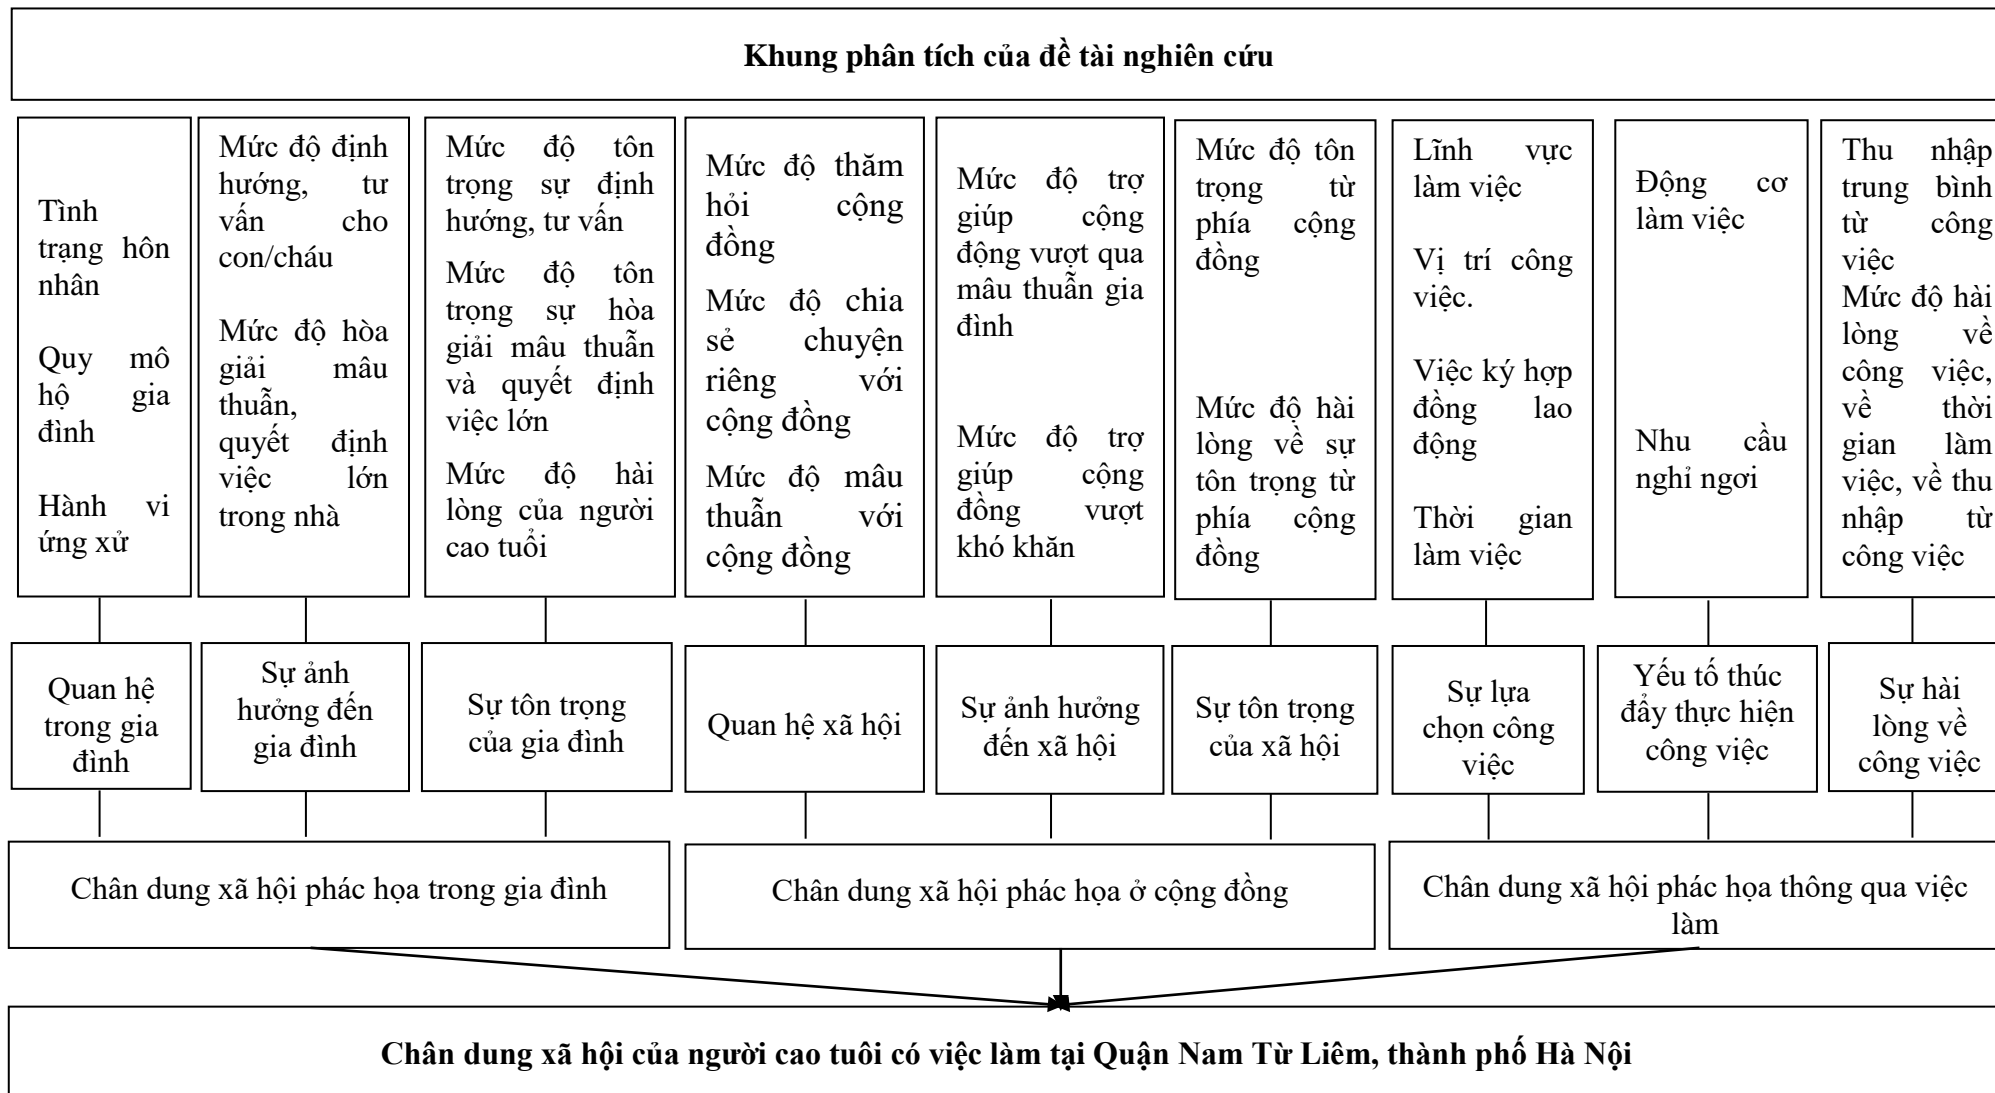 Khung phân tích của đề tài nghiên cứu
Tình
trạng hôn
nhân
Quy mô
hộ gia
đình
Hành vi
ứng xử
Mức độ định
hướng, tư
vấn cho
con/cháu
Mức độ hòa
giải mâu
thuẫn,
quyết định
việc lớn
trong nhà
Mức độ tôn
trọng sự định
hướng, tư vấn
Mức độ tôn
trọng sự hòa
giải mâu thuẫn
và quyết định
việc lớn
Mức độ hài
lòng của người
cao tuổi
Mức độ thăm
hỏi cộng
đồng
Mức độ chia
sẻ chuyện
riêng với
cộng đồng
Mức độ mâu
thuẫn với
cộng đồng
Mức độ trợ
giúp cộng
động vượt qua
mâu thuẫn gia
đình
Mức độ trợ
giúp cộng
đồng vượt
khó khăn
Mức độ tôn
trọng từ
phía cộng
đồng
Mức độ hài
lòng về sự
tôn trọng từ
phía cộng
đồng
Lĩnh vực
làm việc
Vị trí công
việc.
Việc ký hợp
đồng lao
động
Thời gian
làm việc
Động cơ
làm việc
Nhu cầu
nghỉ ngơi
Thu nhập
trung bình
từ công
việc
Mức độ hài
lòng về
công việc,
về thời
gian làm
việc, về thu
nhập từ
công việc
Quan hệ
trong gia
đình
Sự ảnh
hưởng đến
gia đình
Sự tôn trọng
của gia đình
Quan hệ xã hội
Sự ảnh hưởng
đến xã hội
Sự tôn trọng
của xã hội
Sự lựa
chọn công
việc
Yếu tố thúc
đẩy thực hiện
công việc
Sự hài
lòng về
công việc
Chân dung xã hội phác họa trong gia đình
Chân dung xã hội phác họa ở cộng đồng
Chân dung xã hội phác họa thông qua việc
làm
Chân dung xã hội của người cao tuôi có việc làm tại Quận Nam Từ Liêm, thành phố Hà Nội